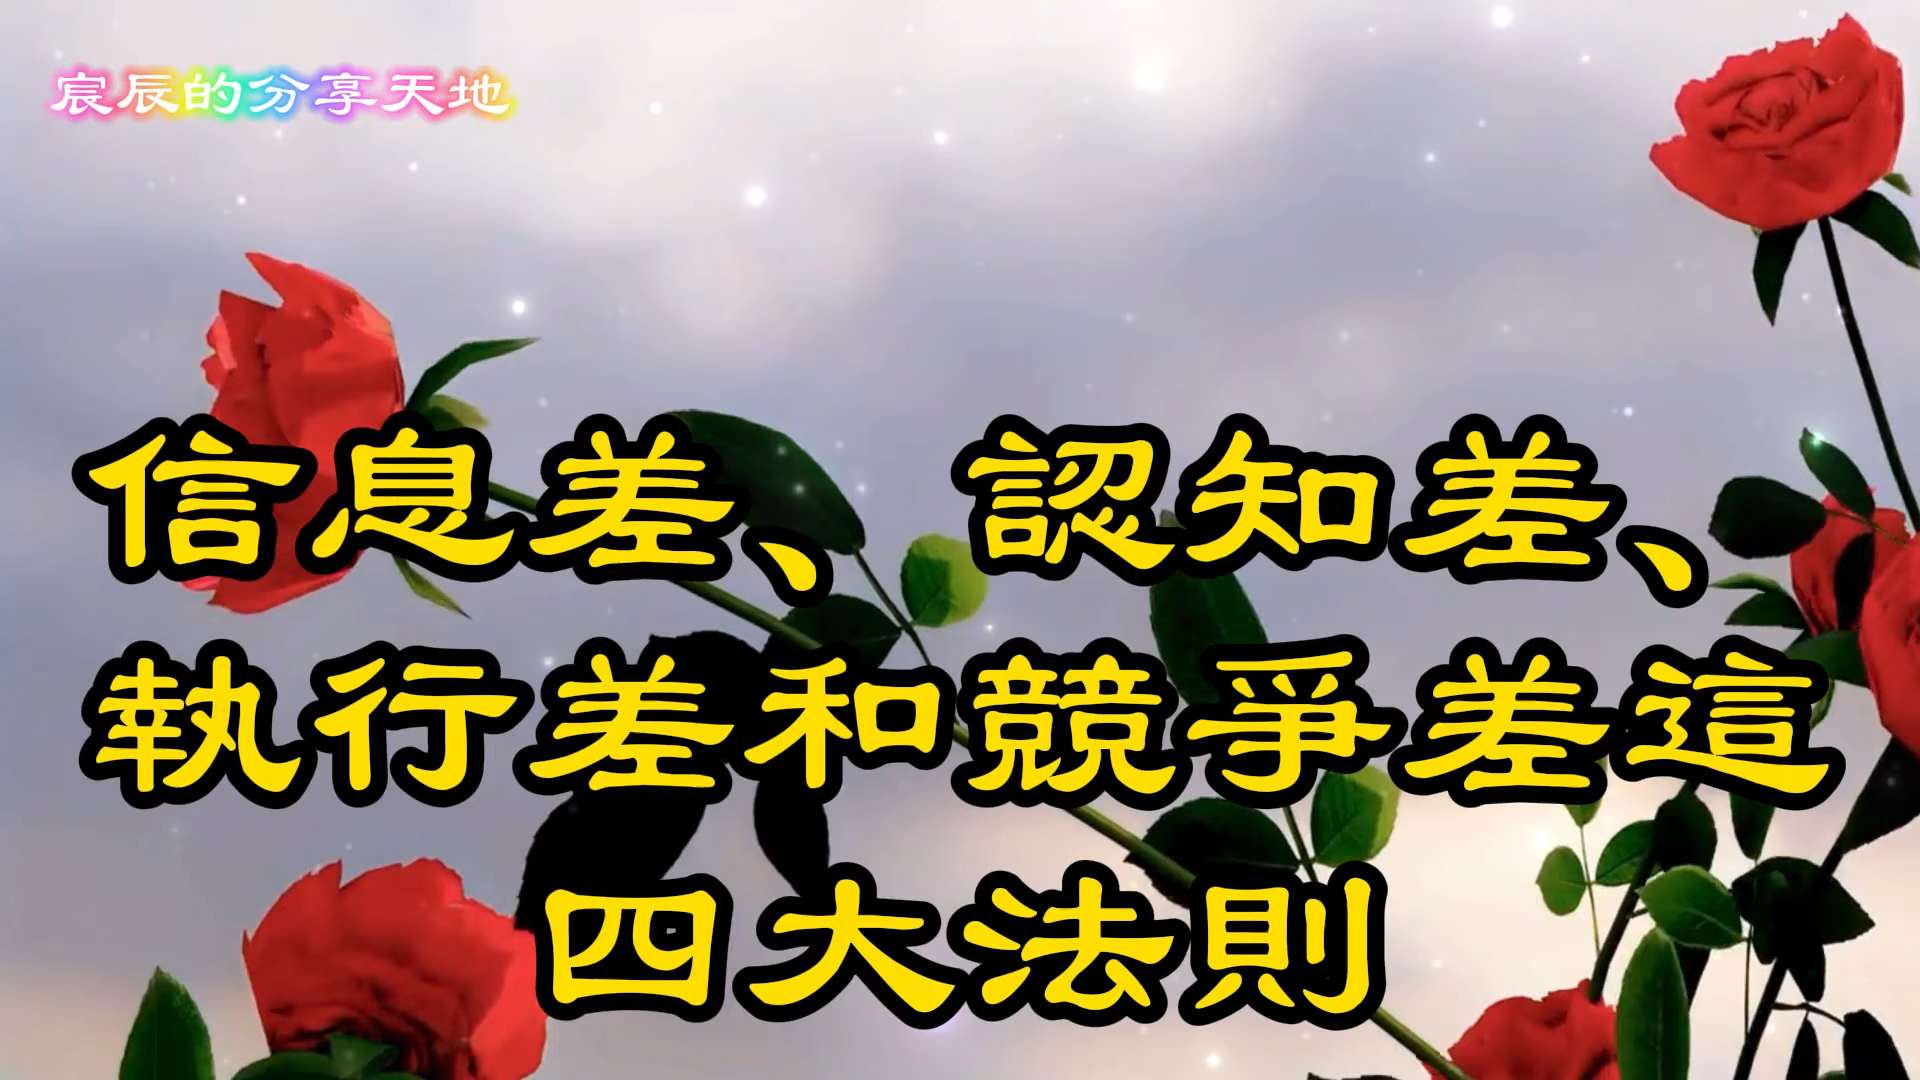 宸辰的分享天地
信息差、認知差、
執行差和競爭差這
四大法則